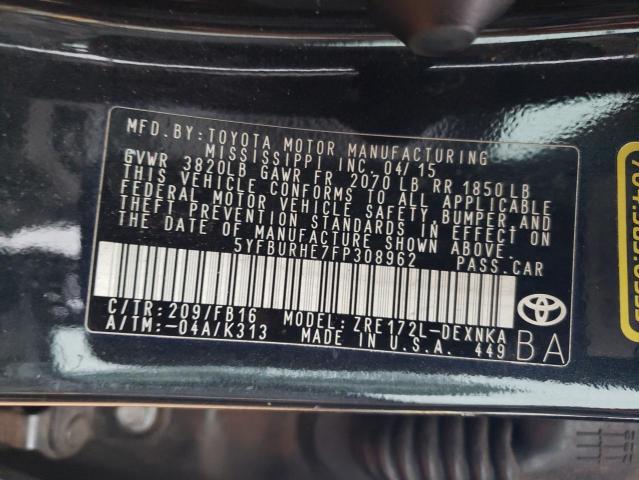 MFD.BY:TOYOTA MOTOR MANUFACTURING
MISSISSIPPI INC. 04/15
GVWR 3820LB GAWR FR 2070 LB RR 1850 LB
THIS VEHICLE CONFORMS TO ALL APPLICABLE
FEDERAL MOTOR VEHICLE SAFETY, BUMPER AND
THEFT PREVENTION STANDARDS IN EFFECT ON
THE DATE OF MANUFACTURE SHOWN ABOVE.
5YFBURHE7FP308962 PASS.CAR
C/TR:209/FB16 MODEL:ZRE172L-DEXNKA
A/TM:-04A/K313 MADE IN U.S.A. 449
BA